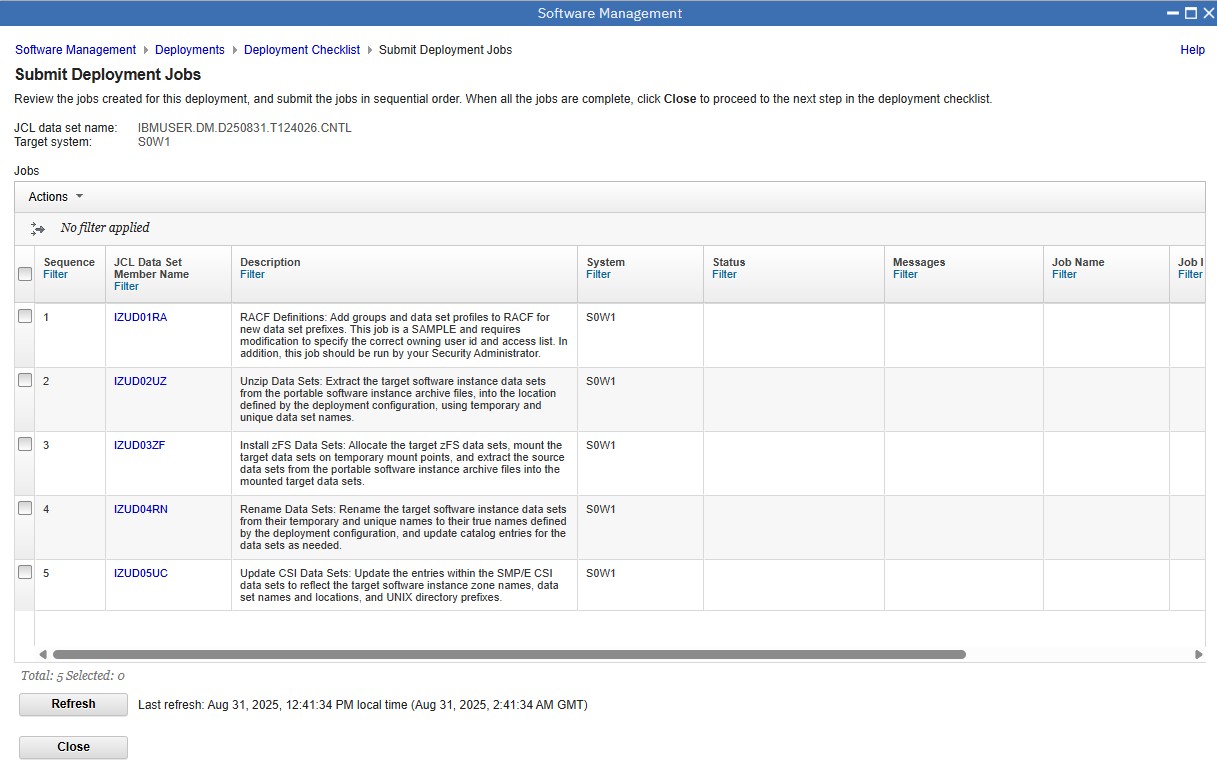 Software Management
Software Management Deployments Deployment Checklist Submit Deployment Jobs Help
Submit Deployment Jobs
Review the jobs created for this deployment, and submit the jobs in sequential order. When all the jobs are complete, click Close to proceed to the next step in the deployment checklist.
JCL data set name: IBMUSER.DM.D250831.T124026.CNTL
Target system: S0W1
Jobs
Actions
No filter applied
Sequence
Filter
JCL Data Set
Member Name
Filter
Description
Filter
System
Filter
Status
Filter
Messages
Filter
Job Name
Filter
Job I
Filter
1
IZUD01RA
RACF Definitions: Add groups and data set profiles to RACF for
new data set prefixes. This job is a SAMPLE and requires
modification to specify the correct owning user id and access list. In
addition, this job should be run by your Security Administrator.
S0W1
2
IZUD02UZ
Unzip Data Sets: Extract the target software instance data sets
from the portable software instance archive files, into the location
defined by the deployment configuration, using temporary and
unique data set names.
S0W1
3
IZUD03ZF
Install zFS Data Sets: Allocate the target zFS data sets, mount the
target data sets on temporary mount points, and extract the source
data sets from the portable software instance archive files into the
mounted target data sets.
S0W1
4
IZUD04RN
Rename Data Sets: Rename the target software instance data sets
from their temporary and unique names to their true names defined
by the deployment configuration, and update catalog entries for the
data sets as needed.
S0W1
5
IZUD05UC
Update CSI Data Sets: Update the entries within the SMP/E CSI
data sets to reflect the target software instance zone names, data
set names and locations, and UNIX directory prefixes.
S0W1
Total: 5 Selected: 0
Refresh
Last refresh: Aug 31, 2025, 12:41:34 PM local time (Aug 31, 2025, 2:41:34 AM GMT)
Close